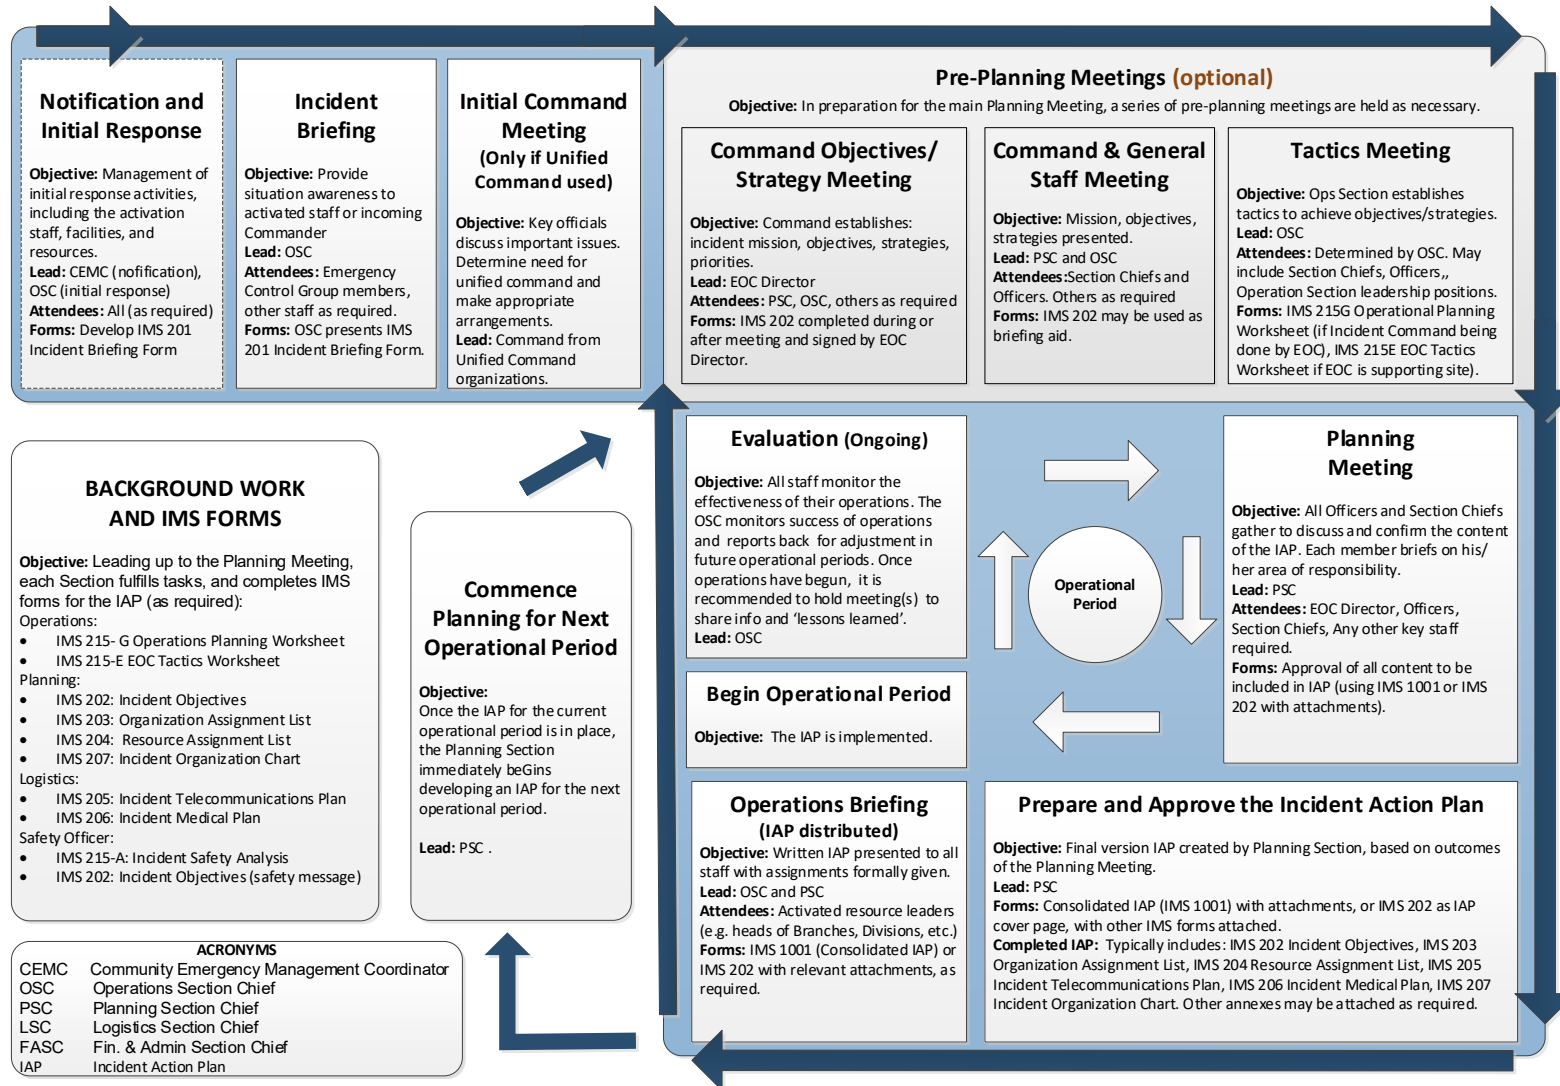 Notification and
Initial Response
Objective: Management of
initial response activities,
including the activation
staff, facilities, and
resources.
Lead: CEMC (nofification),
OSC (initial response)
Attendees: All (as required)
Forms: Develop IMS 201
Incident Briefing Form
Incident
Briefing
Objective: Provide
situation awareness to
activated staff or incoming
Commander
Lead: OSC
Attendees: Emergency
Control Group members,
other staff as required.
Forms: OSC presents IMS
201 Incident Briefing Form.
Initial Command
Meeting
(Only if Unified
Command used)
Objective: Key officials
discuss important issues.
Determine need for
unified command and
make appropriate
arrangements.
Lead: Command from
Unified Command
organizations.
Pre-Planning Meetings (optional)
Objective: In preparation for the main Planning Meeting, a series of pre-planning meetings are held as necessary.
Command Objectives/
Strategy Meeting
Objective: Command establishes:
incident mission, objectives, strategies,
priorities.
Lead: EOC Director
Attendees: PSC, OSC, others as required
Forms: IMS 202 completed during or
after meeting and signed by EOC
Director.
Command & General
Staff Meeting
Objective: Mission, objectives,
strategies presented.
Lead: PSC and OSC
Attendees:Section Chiefs and
Officers. Others as required
Forms: IMS 202 may be used as
briefing aid.
Tactics Meeting
Objective: Ops Section establishes
tactics to achieve objectives/strategies.
Lead: OSC
Attendees: Determined by OSC. May
include Section Chiefs, Officers,,
Operation Section leadership positions.
Forms: IMS 215G Operational Planning
Worksheet (if Incident Command being
done by EOC), IMS 215E EOC Tactics
Worksheet if EOC is supporting site).
BACKGROUND WORK
AND IMS FORMS
Objective: Leading up to the Planning Meeting,
each Section fulfills tasks, and completes IMS
forms for the IAP (as required):
Operations:
• IMS 215- G Operations Planning Worksheet
• IMS 215-E EOC Tactics Worksheet
Planning:
• IMS 202: Incident Objectives
• IMS 203: Organization Assignment List
• IMS 204: Resource Assignment List
• IMS 207: Incident Organization Chart
Logistics:
• IMS 205: Incident Telecommunications Plan
• IMS 206: Incident Medical Plan
Safety Officer:
• IMS 215-A: Incident Safety Analysis
• IMS 202: Incident Objectives (safety message)
Commence
Planning for Next
Operational Period
Objective:
Once the IAP for the current
operational period is in place,
the Planning Section
immediately beGins
developing an IAP for the next
operational period.
Lead: PSC .
Evaluation (Ongoing)
Objective: All staff monitor the
effectiveness of their operations. The
OSC monitors success of operations
and reports back for adjustment in
future operational periods. Once
operations have begun, it is
recommended to hold meeting(s) to
share info and ‘lessons learned’.
Lead: OSC
Begin Operational Period
Objective: The IAP is implemented.
Operational
Period
Planning
Meeting
Objective: All Officers and Section Chiefs
gather to discuss and confirm the content
of the IAP. Each member briefs on his/
her area of responsibility.
Lead: PSC
Attendees: EOC Director, Officers,
Section Chiefs, Any other key staff
required.
Forms: Approval of all content to be
included in IAP (using IMS 1001 or IMS
202 with attachments).
Operations Briefing
(IAP distributed)
Objective: Written IAP presented to all
staff with assignments formally given.
Lead: OSC and PSC
Attendees: Activated resource leaders
(e.g. heads of Branches, Divisions, etc.)
Forms: IMS 1001 (Consolidated IAP) or
IMS 202 with relevant attachments, as
required.
Prepare and Approve the Incident Action Plan
Objective: Final version IAP created by Planning Section, based on outcomes
of the Planning Meeting.
Lead: PSC
Forms: Consolidated IAP (IMS 1001) with attachments, or IMS 202 as IAP
cover page, with other IMS forms attached.
Completed IAP: Typically includes: IMS 202 Incident Objectives, IMS 203
Organization Assignment List, IMS 204 Resource Assignment List, IMS 205
Incident Telecommunications Plan, IMS 206 Incident Medical Plan, IMS 207
Incident Organization Chart. Other annexes may be attached as required.
ACRONYMS
CEMC Community Emergency Management Coordinator
OSC Operations Section Chief
PSC Planning Section Chief
LSC Logistics Section Chief
FASC Fin. & Admin Section Chief
IAP Incident Action Plan